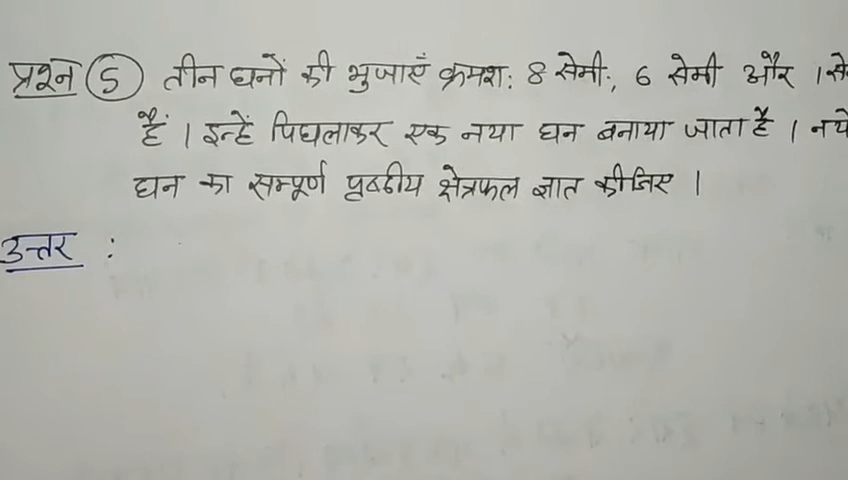 प्रश्न 5 तीन घनों की भुजाएँ क्रमश: 8 सेमी, 6 सेमी और 1 से
हैं । इन्हें पिघलाकर एक नया घन बनाया जाता है । नये
घन का सम्पूर्ण पृष्ठीय क्षेत्रफल ज्ञात कीजिए ।
उत्तर :